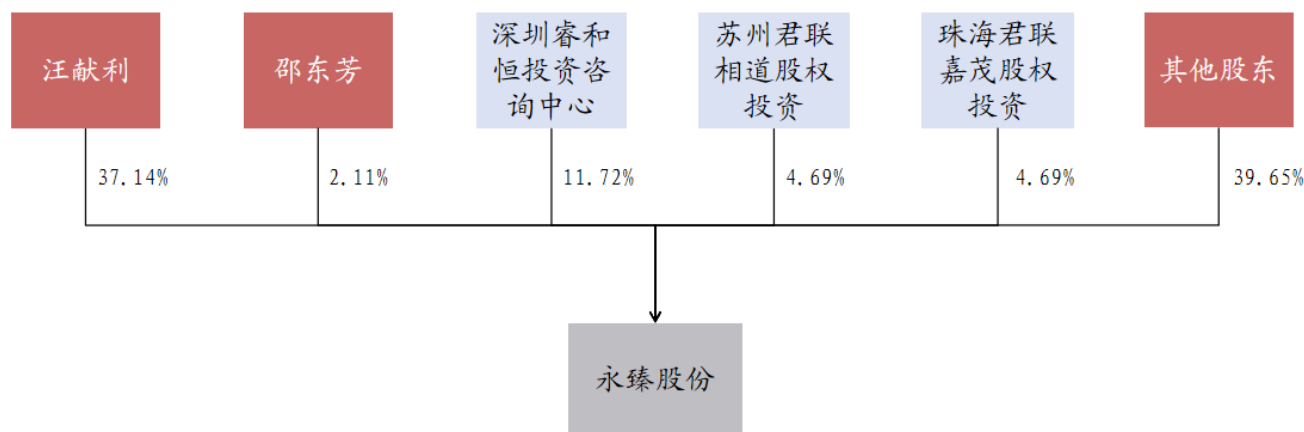 汪献利
邵东芳
深圳睿和
恒投资咨
询中心
苏州君联
相道股权
投资
珠海君联
嘉茂股权
投资
其他股东
37.14%
2.11%
11.72%
4.69%
4.69%
39.65%
永臻股份